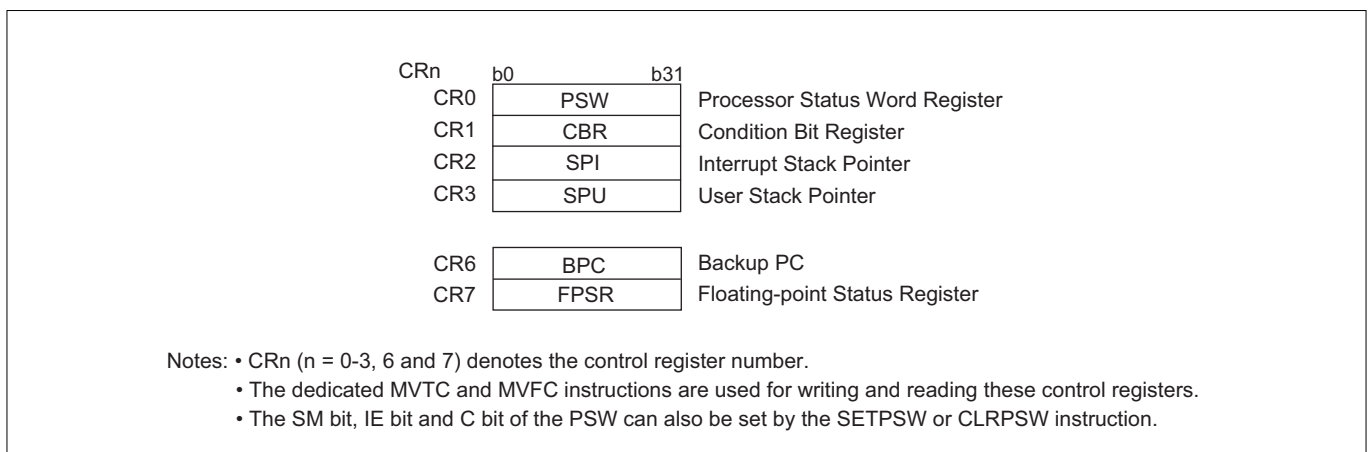 CRn b0 b31
CR0 PSW Processor Status Word Register
CR1 CBR Condition Bit Register
CR2 SPI Interrupt Stack Pointer
CR3 SPU User Stack Pointer
CR6 BPC Backup PC
CR7 FPSR Floating-point Status Register
Notes: • CRn (n = 0-3, 6 and 7) denotes the control register number.
• The dedicated MVTC and MVFC instructions are used for writing and reading these control registers.
• The SM bit, IE bit and C bit of the PSW can also be set by the SETPSW or CLRPSW instruction.